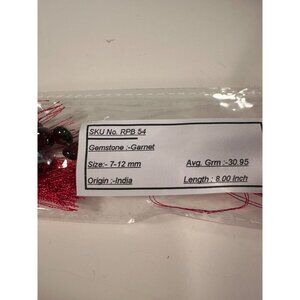 SKU No. RPB 54
Gemstone :-Garnet
Size:- 7-12 mm Avg. Grm :-30.95
Origin :-India Length : 8.00 Inch